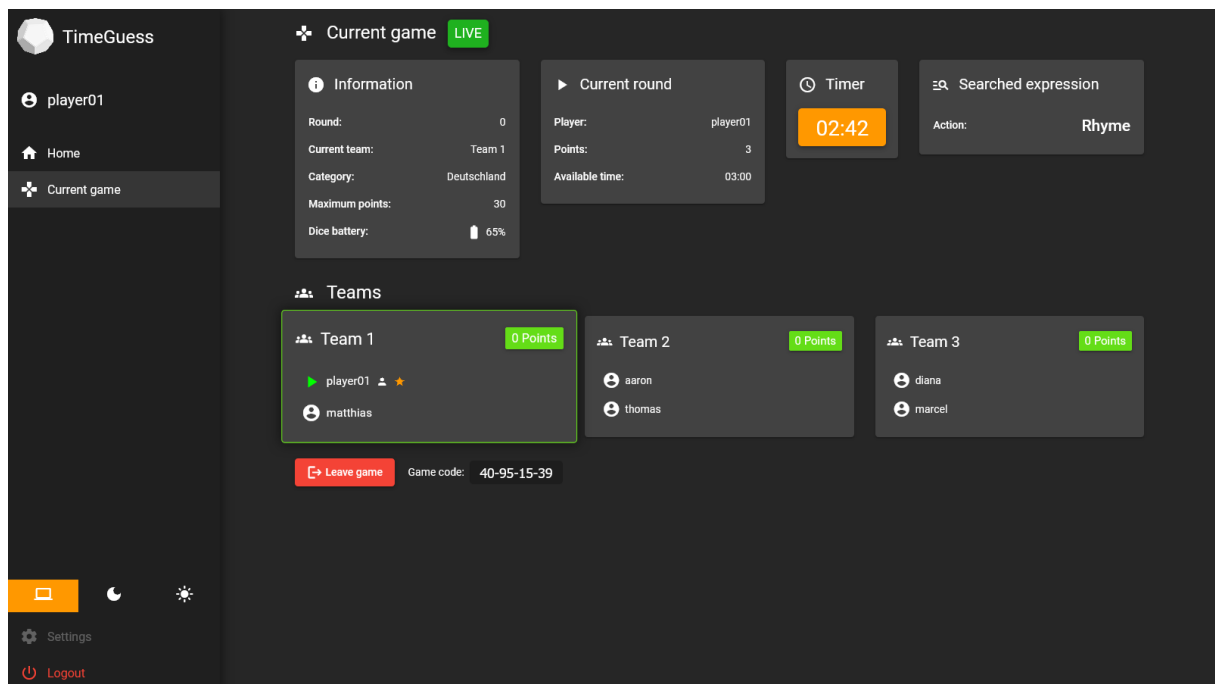 TimeGuess
player01
Home
Current game
Settings
Logout
Current game LIVE
Information
Round: 0
Current team: Team 1
Category: Deutschland
Maximum points: 30
Dice battery: 65%
Current round
Player: player01
Points: 3
Available time: 03:00
Timer
02:42
Searched expression
Action: Rhyme
Teams
Team 1 0 Points
player01
matthias
Team 2 0 Points
aaron
thomas
Team 3 0 Points
diana
marcel
Leave game Game code: 40-95-15-39